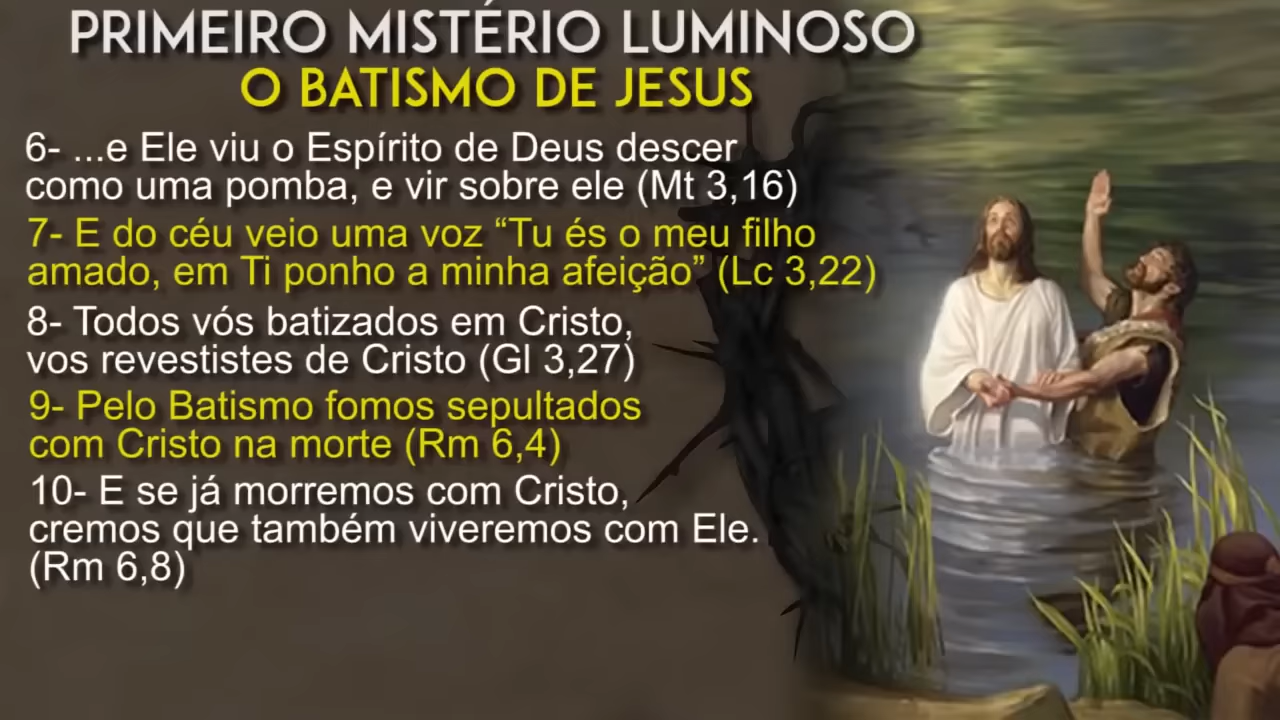 PRIMEIRO MISTÉRIO LUMINOSO
O BATISMO DE JESUS
6- ...e Ele viu o Espírito de Deus descer
como uma pomba, e vir sobre ele (Mt 3,16)
7- E do céu veio uma voz “Tu és o meu filho
amado, em Ti ponho a minha afeição” (Lc 3,22)
8- Todos vós batizados em Cristo,
vos revestistes de Cristo (Gl 3,27)
9- Pelo Batismo fomos sepultados
com Cristo na morte (Rm 6,4)
10- E se já morremos com Cristo,
cremos que também viveremos com Ele.
(Rm 6,8)